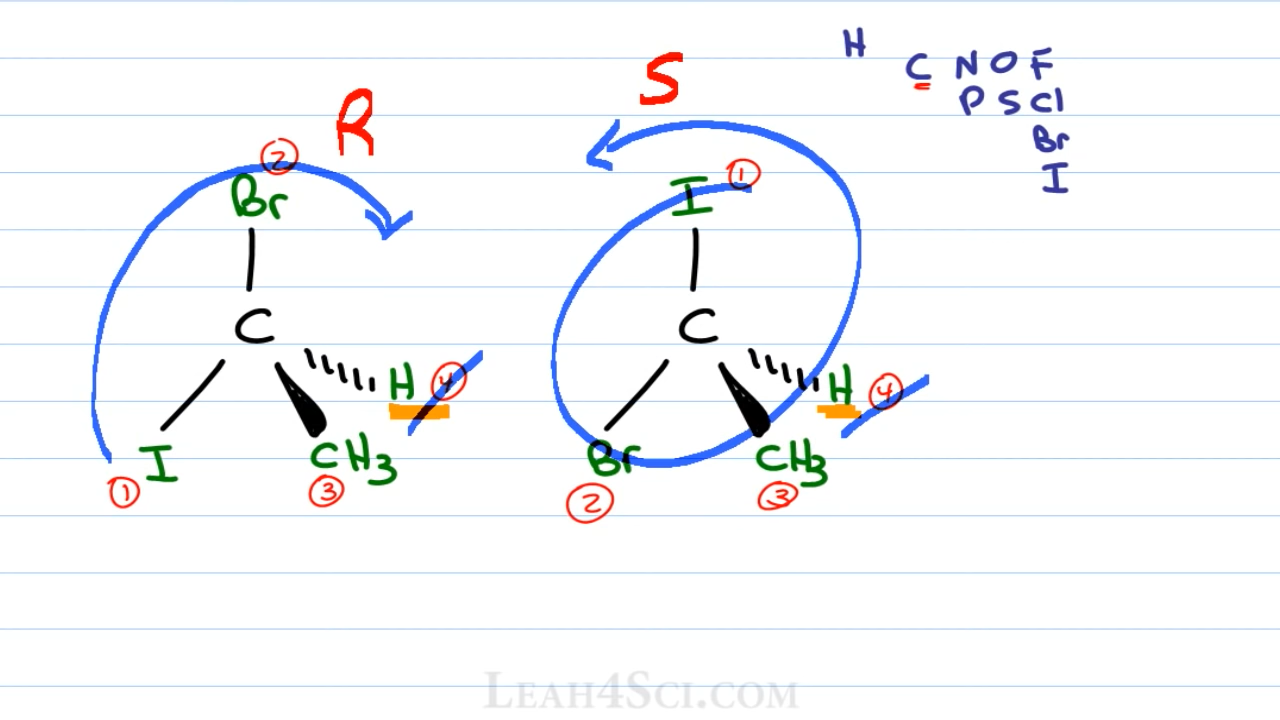 H
C N O F
P S Cl
Br
I
R
②
Br
C
H ④
I
CH3
① ③
S
I ①
C
H ④
Br
CH3
② ③
LEAH4SCI.COM